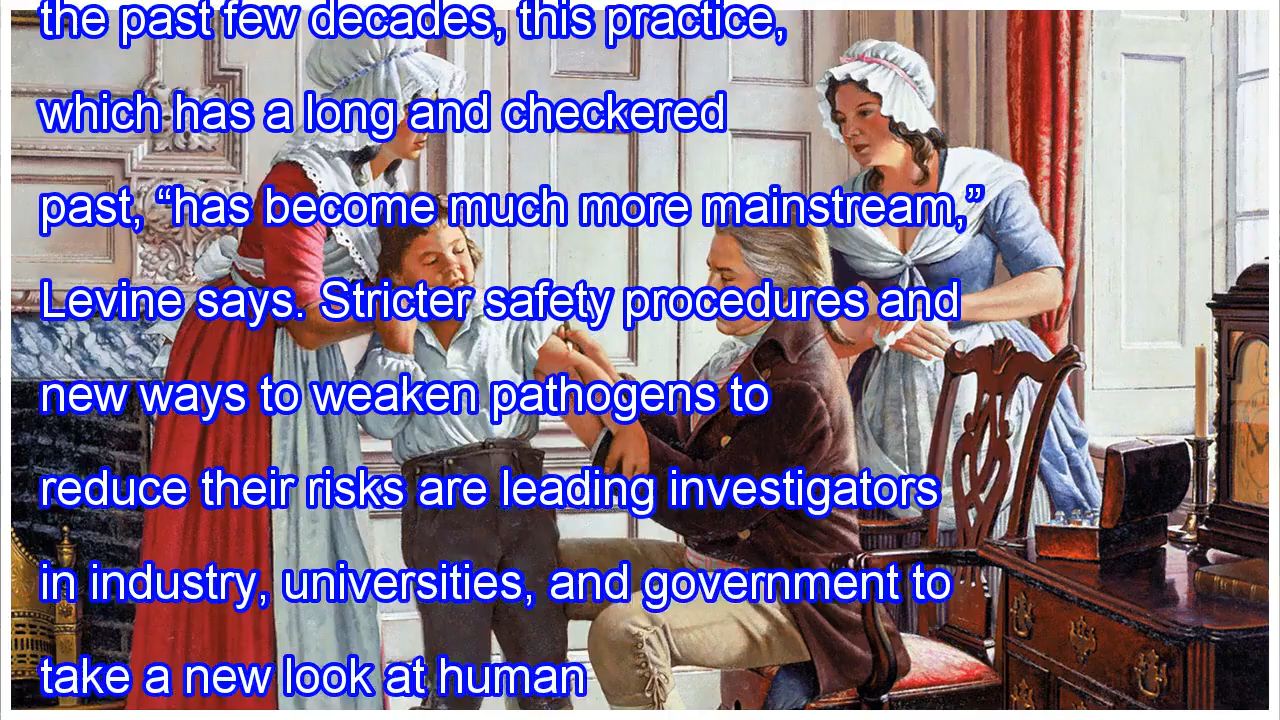 the past few decades, this practice,
which has a long and checkered
past, “has become much more mainstream,”
Levine says. Stricter safety procedures and
new ways to weaken pathogens to
reduce their risks are leading investigators
in industry, universities, and government to
take a new look at human